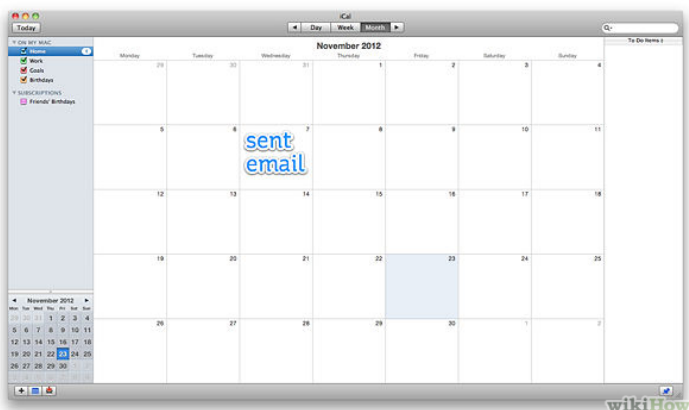 iCal
Today
Day Week Month
ON MY MAC
Home
Work
Goals
Birthdays
SUBSCRIPTIONS
Friends' Birthdays
November 2012
Monday Tuesday Wednesday Thursday Friday Saturday Sunday
29 30 31 1 2 3 4
5 6 7 8 9 10 11
sent
email
12 13 14 15 16 17 18
19 20 21 22 23 24 25
26 27 28 29 30 1 2
To Do Items
November 2012
Mon Tue Wed Thu Fri Sat Sun
29 30 31 1 2 3 4
5 6 7 8 9 10 11
12 13 14 15 16 17 18
19 20 21 22 23 24 25
26 27 28 29 30 1 2
wikiHow